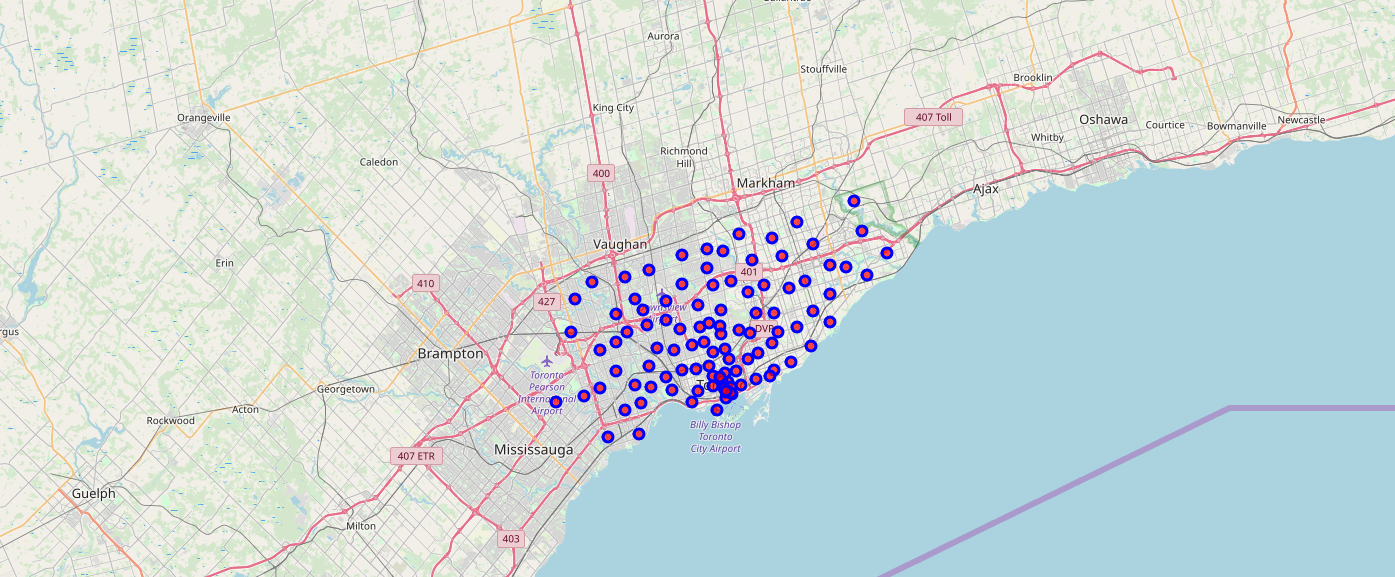 Aurora
Stouffville
Brooklin
King City
Orangeville
407 Toll
Oshawa
Courtice
Bowmanville
Newcastle
Whitby
Richmond
Hill
Caledon
400
Markham
Ajax
Vaughan
Erin
401
410
427
DVP
Brampton
Toronto
Pearson
International
Airport
Georgetown
Acton
Rockwood
Billy Bishop
Toronto
City Airport
Mississauga
407 ETR
Guelph
Milton
403